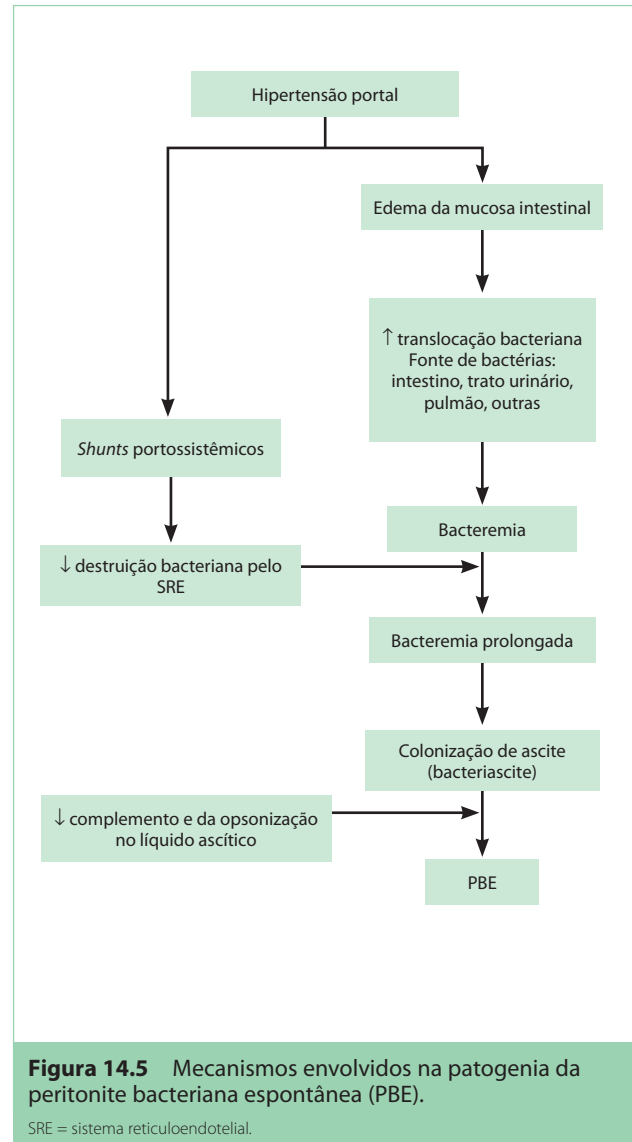 Hipertensão portal
Edema da mucosa intestinal
↑ translocação bacteriana
Fonte de bactérias:
intestino, trato urinário,
pulmão, outras
Shunts portossistêmicos
Bacteremia
↓ destruição bacteriana pelo
SRE
Bacteremia prolongada
Colonização de ascite
(bacteriascite)
↓ complemento e da opsonização
no líquido ascítico
PBE
Figura 14.5 Mecanismos envolvidos na patogenia da
peritonite bacteriana espontânea (PBE).
SRE = sistema reticuloendotelial.